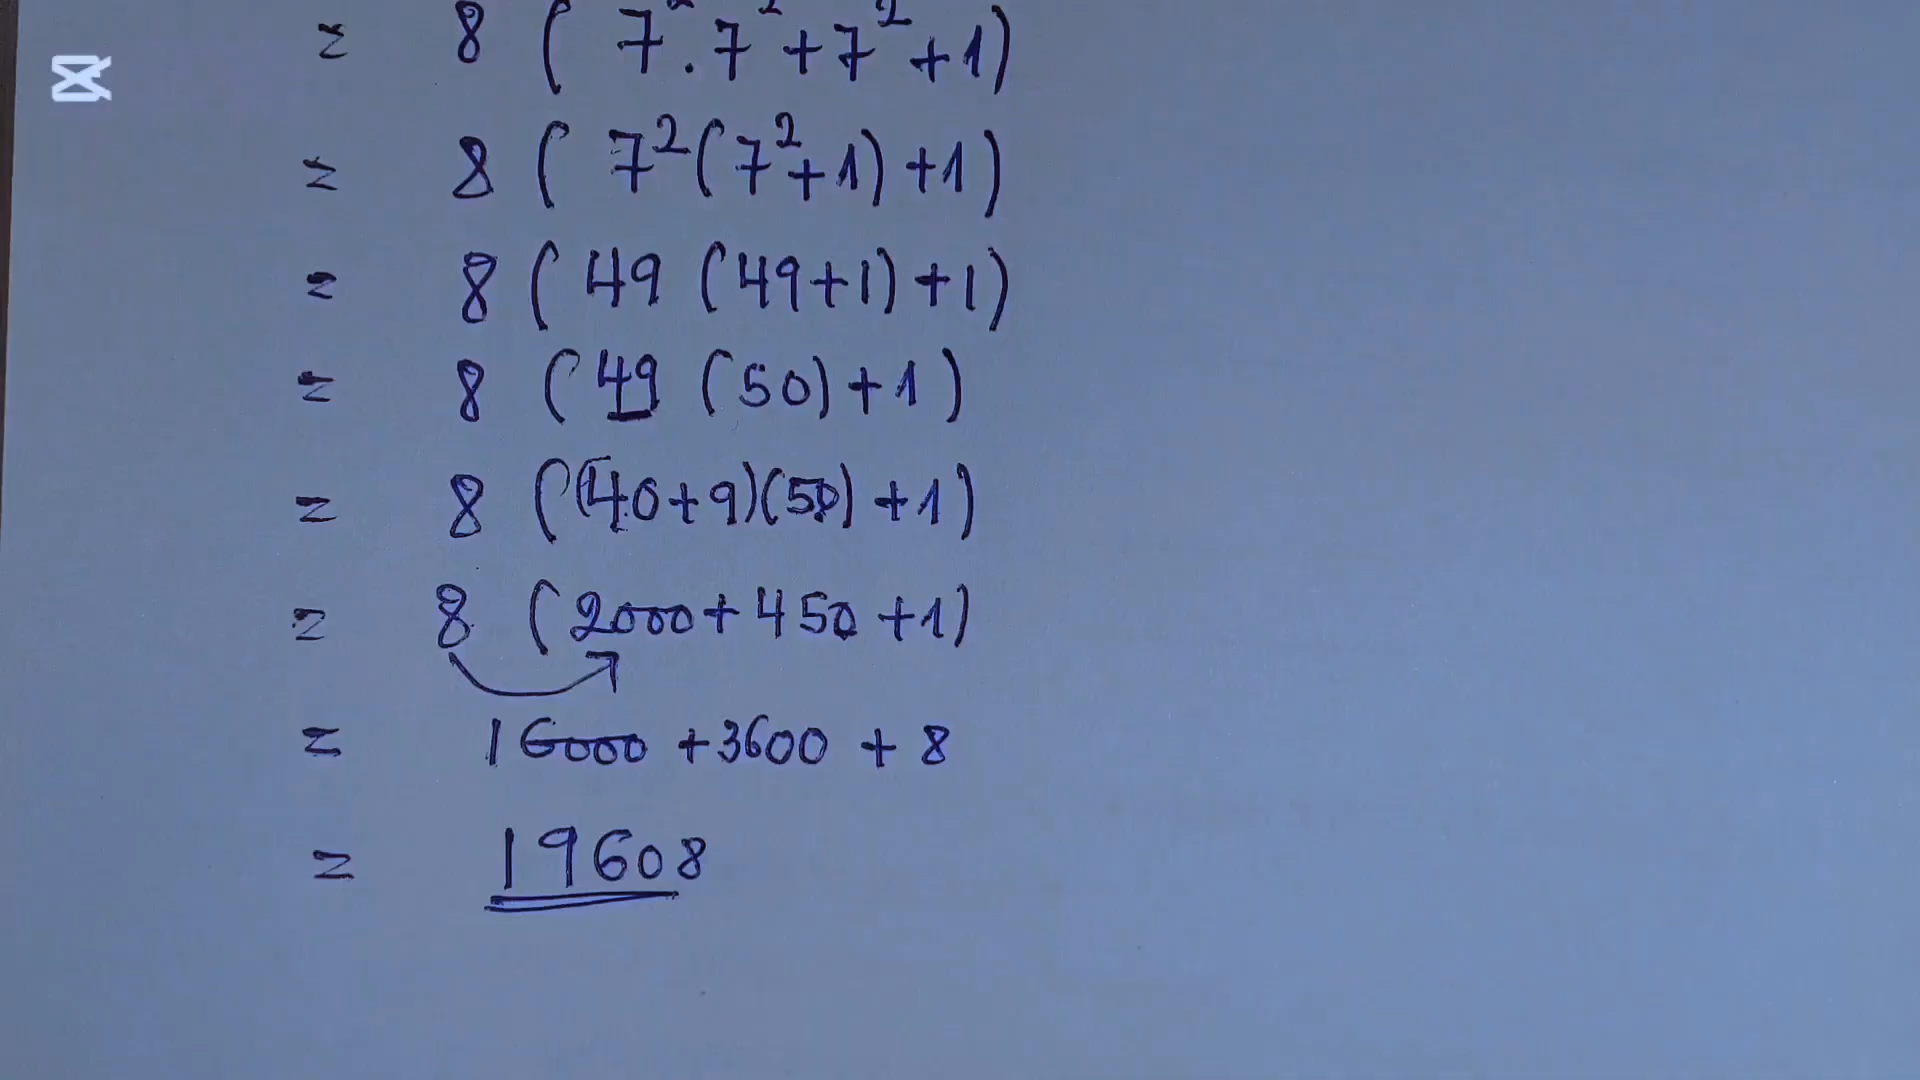 = 8 ( 7².7² + 7² + 1)
= 8 ( 7² (7² + 1) + 1)
= 8 ( 49 (49+1) + 1)
= 8 ( 49 (50) + 1 )
= 8 ((40+9)(50) + 1)
= 8 (2000 + 450 + 1)
= 16000 + 3600 + 8
= 19608